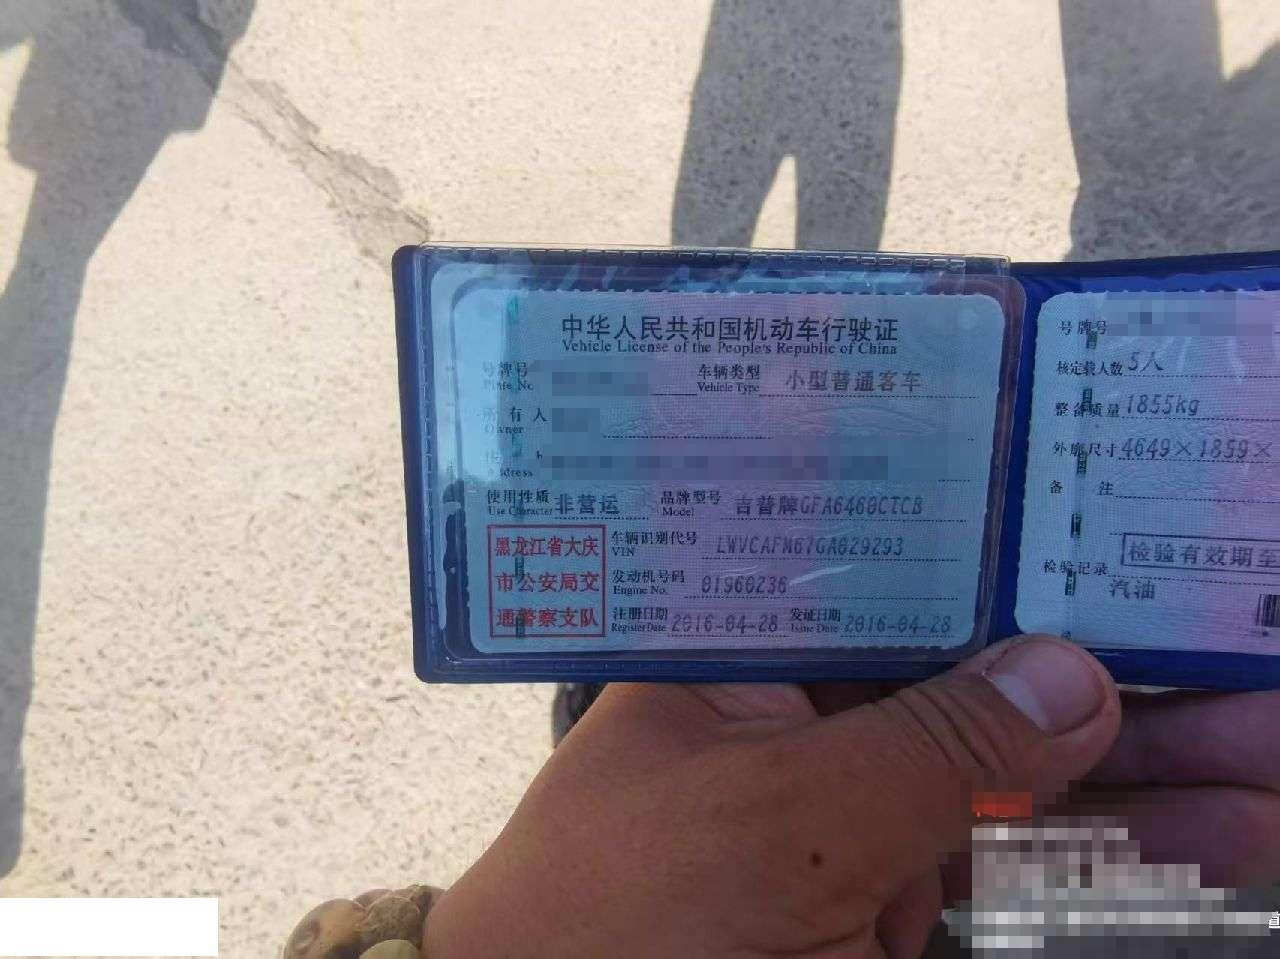 中华人民共和国机动车行驶证
Vehicle License of the People's Republic of China
号牌号
Plate No.
车辆类型 小型普通客车
Vehicle Type
所有人
Owner
Address
使用性质 非营运
Use Character
品牌型号 吉普牌GFA6460CTCB
Model
黑龙江省大庆
市公安局交
通警察支队
车辆识别代号 LWVCAFM67GA029293
VIN
发动机号码 01960236
Engine No.
注册日期 2016-04-28
Register Date
发证日期 2016-04-28
Issue Date
号牌号
核定载人数 5人
整备质量 1855kg
外廓尺寸 4649×1859×
备 注
检验有效期至
检验记录
汽油